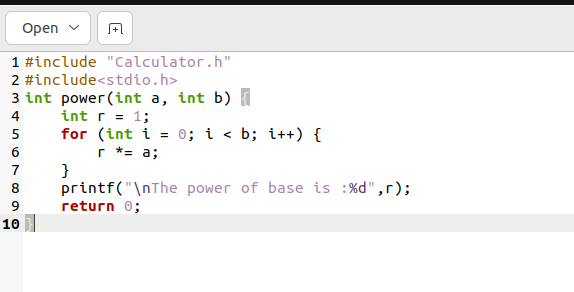 Open
1 #include "Calculator.h"
2 #include<stdio.h>
3 int power(int a, int b) {
4     int r = 1;
5     for (int i = 0; i < b; i++) {
6         r *= a;
7     }
8     printf("\nThe power of base is :%d",r);
9     return 0;
10 }